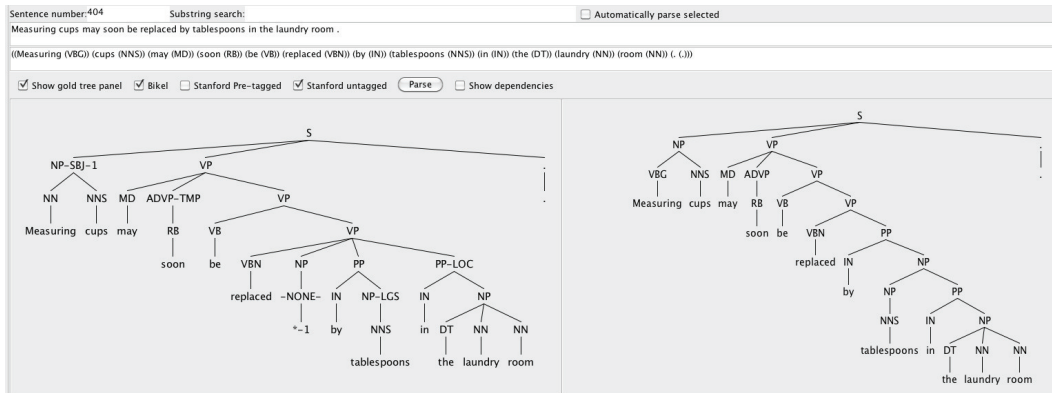 Sentence number: 404 Substring search: Automatically parse selected
Measuring cups may soon be replaced by tablespoons in the laundry room .
((Measuring (VBG)) (cups (NNS)) (may (MD)) (soon (RB)) (be (VB)) (replaced (VBN)) (by (IN)) (tablespoons (NNS)) (in (IN)) (the (DT)) (laundry (NN)) (room (NN)) (. (.)))
Show gold tree panel Bikel Stanford Pre-tagged Stanford untagged Parse Show dependencies
S
NP-SBJ-1 VP .
NN NNS MD ADVP-TMP VP .
Measuring cups may RB VB VP
soon be VBN NP PP PP-LOC
replaced -NONE- IN NP-LGS IN NP
*-1 by NNS in DT NN NN
tablespoons the laundry room
S
NP VP .
VBG NNS MD ADVP VP .
Measuring cups may RB VB VP
soon be VBN PP
replaced IN NP
by NP PP
NNS IN NP
tablespoons in DT NN NN
the laundry room